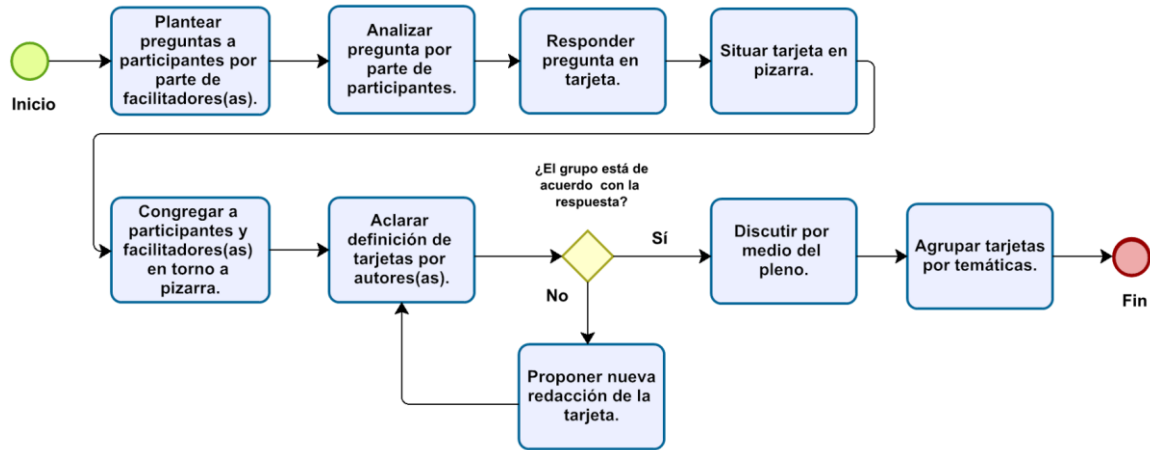 Inicio
Plantear
preguntas a
participantes por
parte de
facilitadores(as).
Analizar
pregunta por
parte de
participantes.
Responder
pregunta en
tarjeta.
Situar tarjeta en
pizarra.
Congregar a
participantes y
facilitadores(as)
en torno a
pizarra.
Aclarar
definición de
tarjetas por
autores(as).
¿El grupo está de
acuerdo con la
respuesta?
Sí
No
Proponer nueva
redacción de la
tarjeta.
Discutir por
medio del
pleno.
Agrupar tarjetas
por temáticas.
Fin